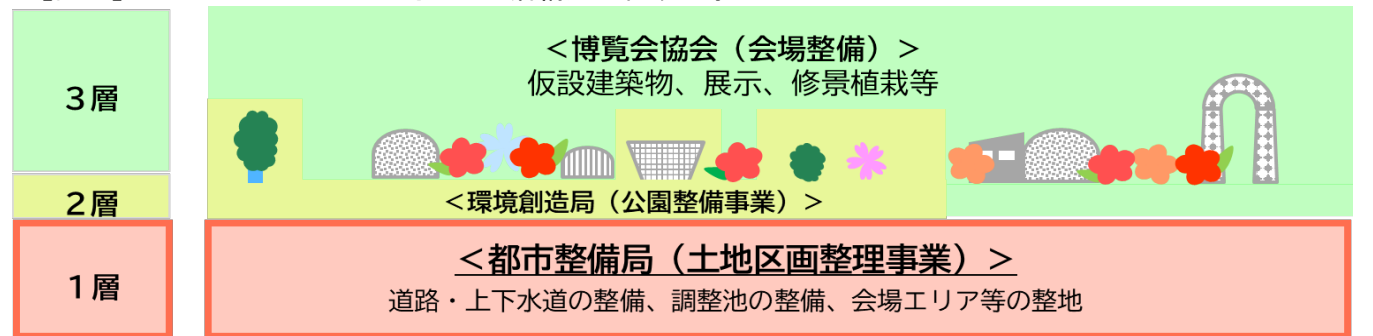 ＜博覧会協会（会場整備）＞
仮設建築物、展示、修景植栽等
３層
２層
＜環境創造局（公園整備事業）＞
＜都市整備局（土地区画整理事業）＞
１層
道路・上下水道の整備、調整池の整備、会場エリア等の整地